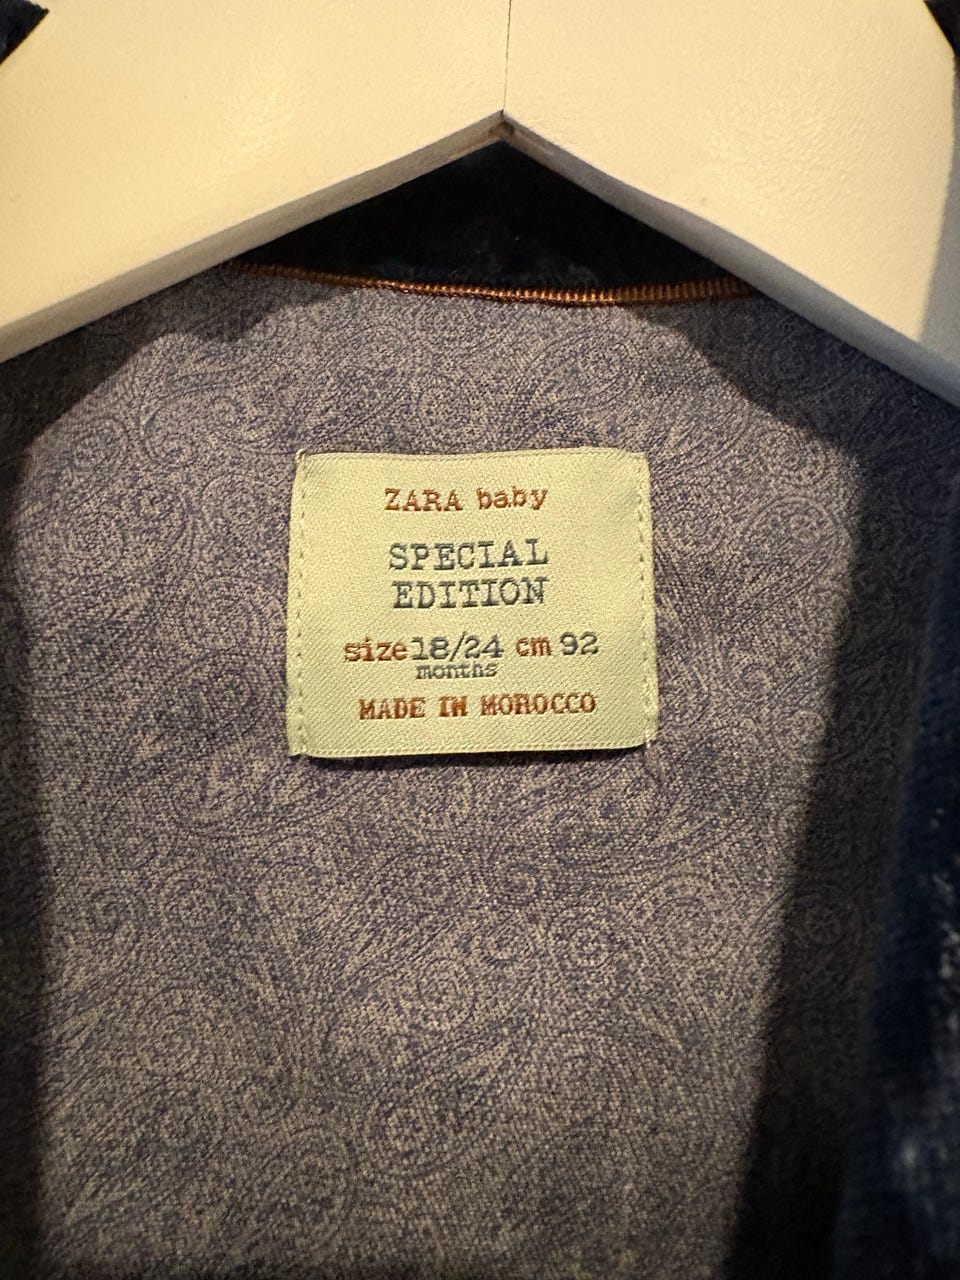 ZARA baby
SPECIAL
EDITION
size 18/24 cm 92
months
MADE IN MOROCCO